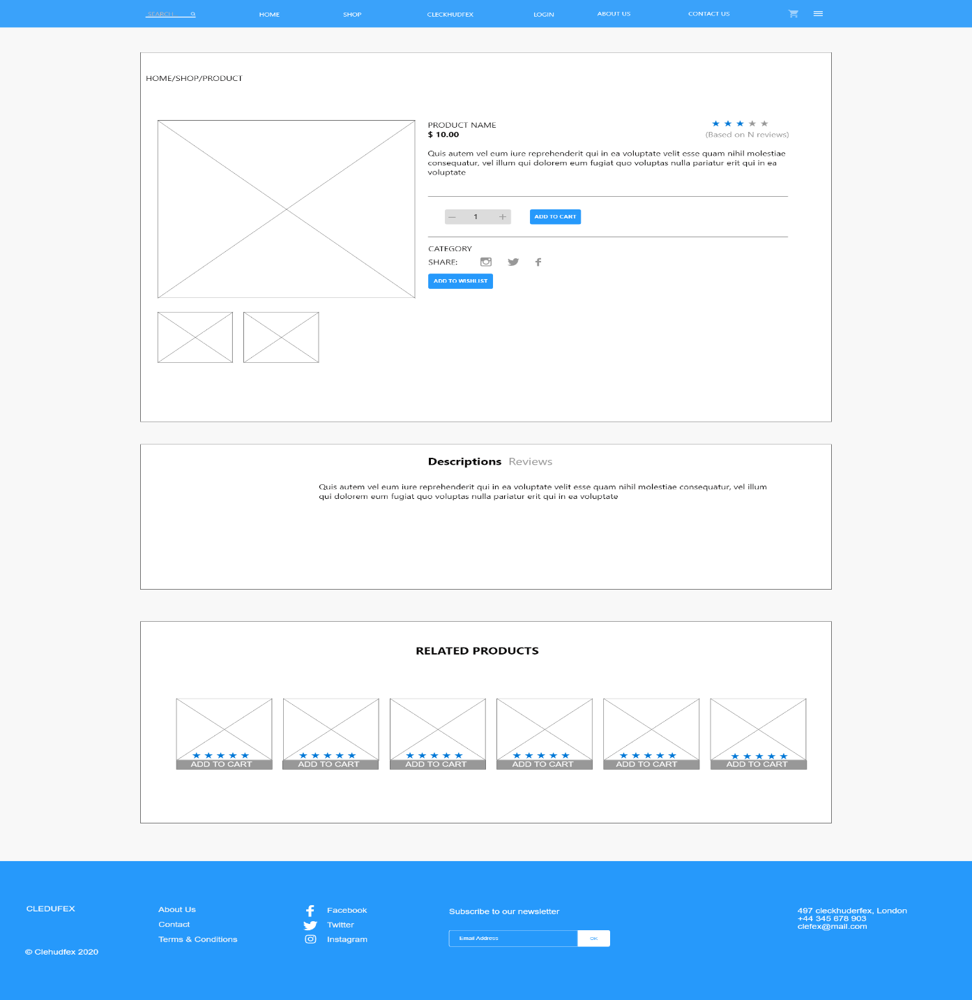 SEARCH
HOME
SHOP
CLECKHUDFEX
LOGIN
ABOUT US
CONTACT US
HOME/SHOP/PRODUCT
PRODUCT NAME
$ 10.00
(Based on N reviews)
Quis autem vel eum iure reprehenderit qui in ea voluptate velit esse quam nihil molestiae
consequatur, vel illum qui dolorem eum fugiat quo voluptas nulla pariatur erit qui in ea
voluptate
1
ADD TO CART
CATEGORY
SHARE:
ADD TO WISHLIST
Descriptions Reviews
Quis autem vel eum iure reprehenderit qui in ea voluptate velit esse quam nihil molestiae consequatur, vel illum
qui dolorem eum fugiat quo voluptas nulla pariatur erit qui in ea voluptate
RELATED PRODUCTS
ADD TO CART
ADD TO CART
ADD TO CART
ADD TO CART
ADD TO CART
ADD TO CART
CLEDUFEX
© Clehudfex 2020
About Us
Contact
Terms & Conditions
Facebook
Twitter
Instagram
Subscribe to our newsletter
Email Address
OK
497 cleckhuderfex, London
+44 345 678 903
clefex@mail.com